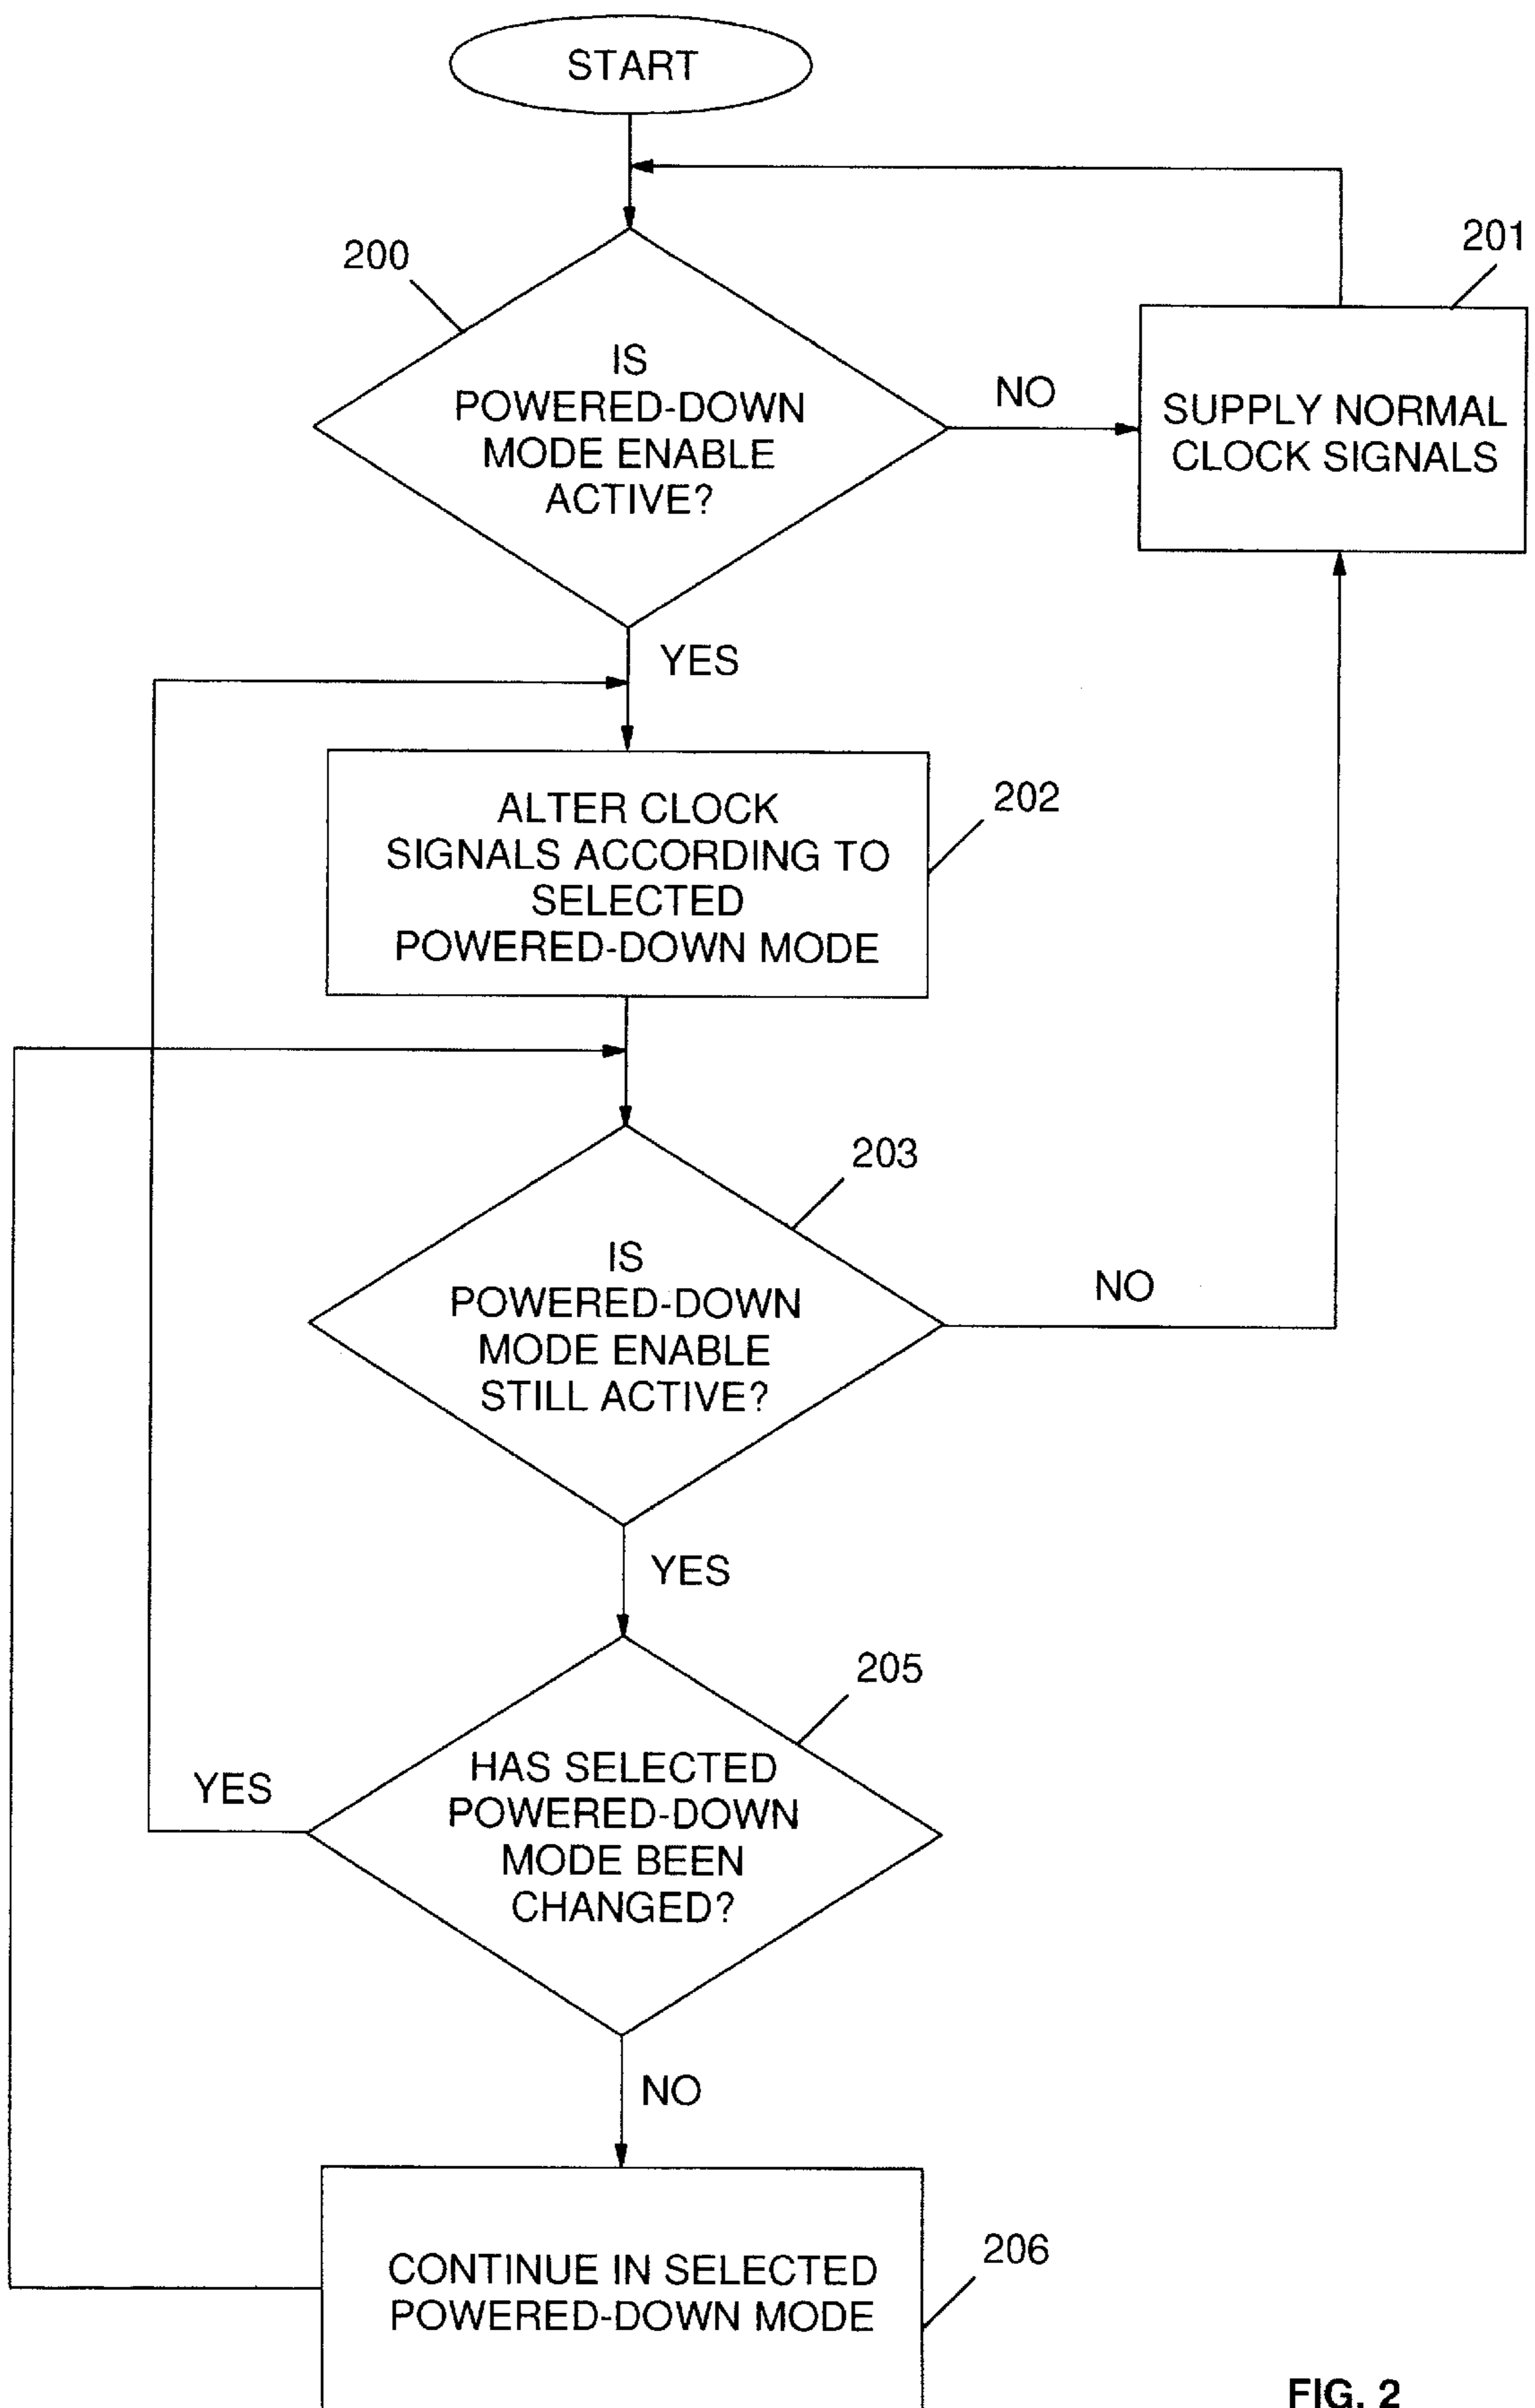 START
200
201
IS
POWERED-DOWN
MODE ENABLE
ACTIVE?
NO
SUPPLY NORMAL
CLOCK SIGNALS
YES
ALTER CLOCK
SIGNALS ACCORDING TO
SELECTED
POWERED-DOWN MODE
202
203
IS
POWERED-DOWN
MODE ENABLE
STILL ACTIVE?
NO
YES
205
HAS SELECTED
POWERED-DOWN
MODE BEEN
CHANGED?
YES
NO
206
CONTINUE IN SELECTED
POWERED-DOWN MODE
FIG. 2